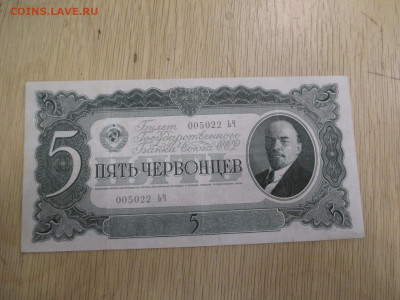 COINS.LAVE.RU
Билет
Государственного
Банка Союза ССР
005022 ЬЧ
5
ПЯТЬ ЧЕРВОНЦЕВ
005022 ЬЧ
5